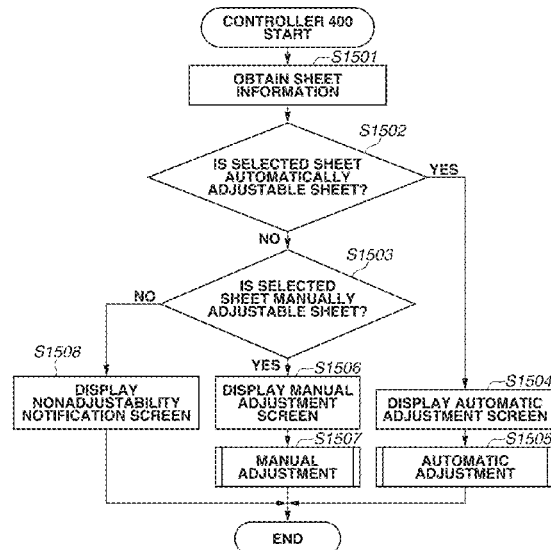 CONTROLLER 400
START
S1501
OBTAIN SHEET
INFORMATION
S1502
IS SELECTED SHEET
AUTOMATICALLY
ADJUSTABLE SHEET?
YES
NO
S1503
IS SELECTED
SHEET MANUALLY
ADJUSTABLE SHEET?
NO
YES
S1508
DISPLAY
NONADJUSTABILITY
NOTIFICATION SCREEN
S1506
DISPLAY MANUAL
ADJUSTMENT
SCREEN
S1504
DISPLAY AUTOMATIC
ADJUSTMENT SCREEN
S1507
MANUAL
ADJUSTMENT
S1505
AUTOMATIC
ADJUSTMENT
END